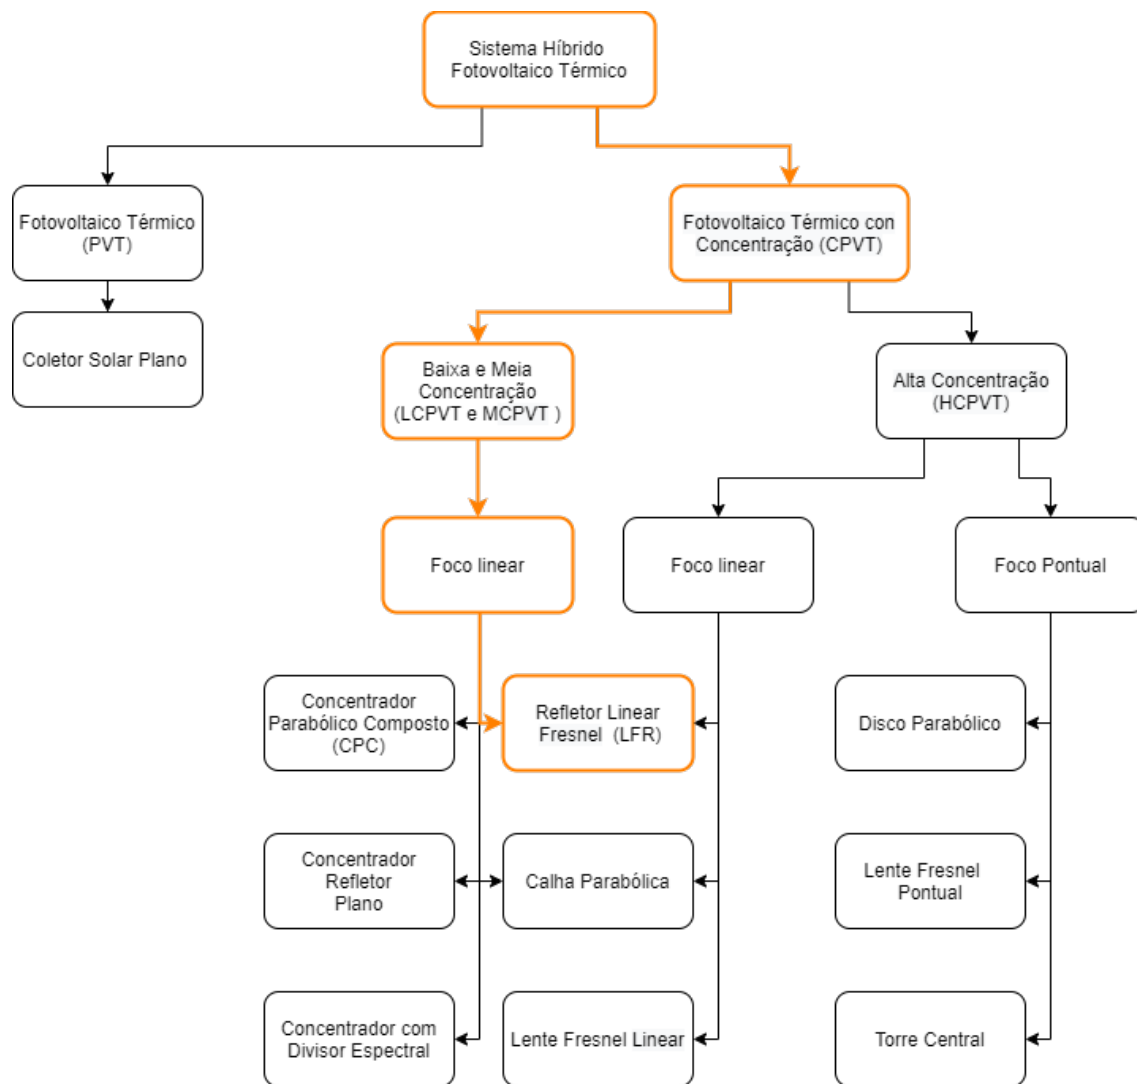 Sistema Híbrido
Fotovoltaico Térmico
Fotovoltaico Térmico
(PVT)
Fotovoltaico Térmico con
Concentração (CPVT)
Coletor Solar Plano
Baixa e Meia
Concentração
(LCPVT e MCPVT )
Alta Concentração
(HCPVT)
Foco linear
Foco linear
Foco Pontual
Concentrador
Parabólico Composto
(CPC)
Refletor Linear
Fresnel (LFR)
Disco Parabólico
Concentrador
Refletor
Plano
Calha Parabólica
Lente Fresnel
Pontual
Concentrador com
Divisor Espectral
Lente Fresnel Linear
Torre Central